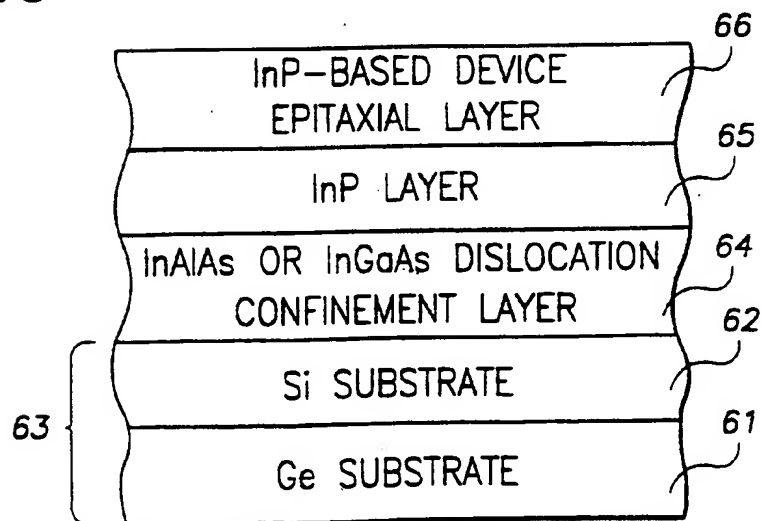 66
InP-BASED DEVICE
EPITAXIAL LAYER
65
InP LAYER
64
InAlAs OR InGaAs DISLOCATION
CONFINEMENT LAYER
62
Si SUBSTRATE
63
61
Ge SUBSTRATE